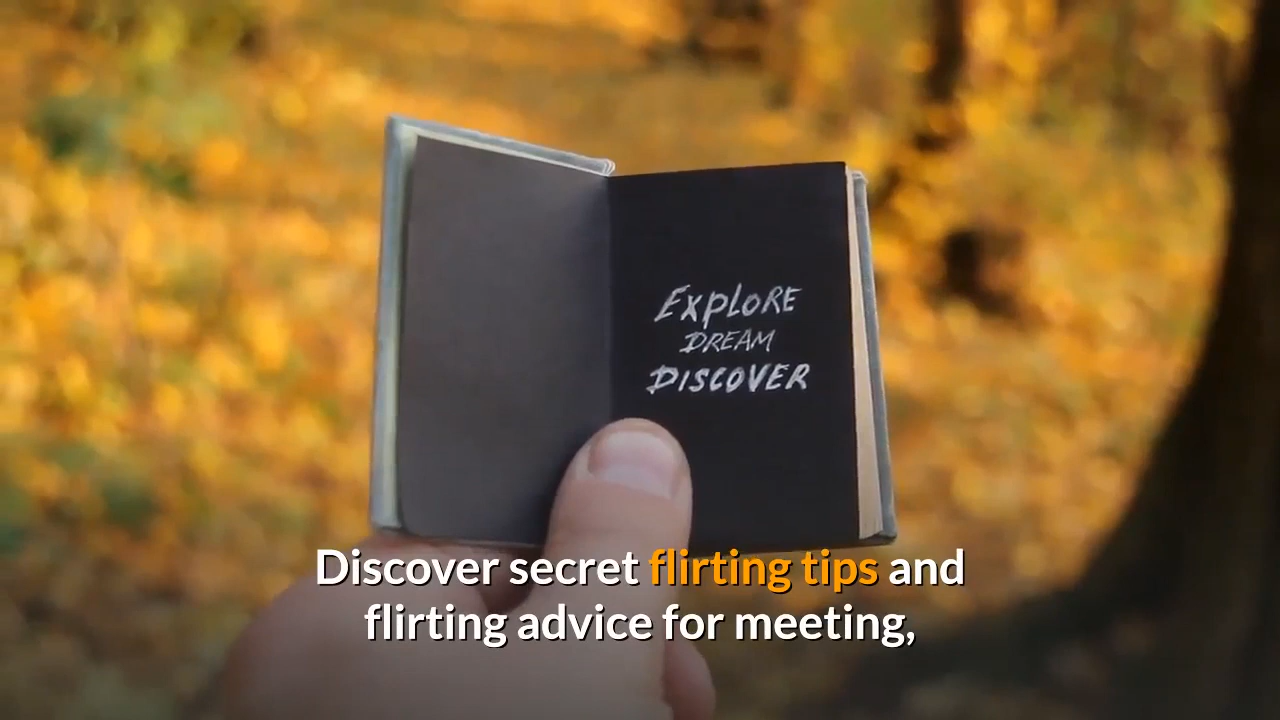 Explore
Dream
Discover
Discover secret flirting tips and
flirting advice for meeting,